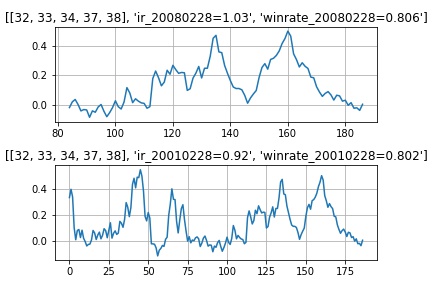 [[32, 33, 34, 37, 38], 'ir_20080228=1.03', 'winrate_20080228=0.806']
0.4
0.2
0.0
80 100 120 140 160 180
[[32, 33, 34, 37, 38], 'ir_20010228=0.92', 'winrate_20010228=0.802']
0.4
0.2
0.0
0 25 50 75 100 125 150 175